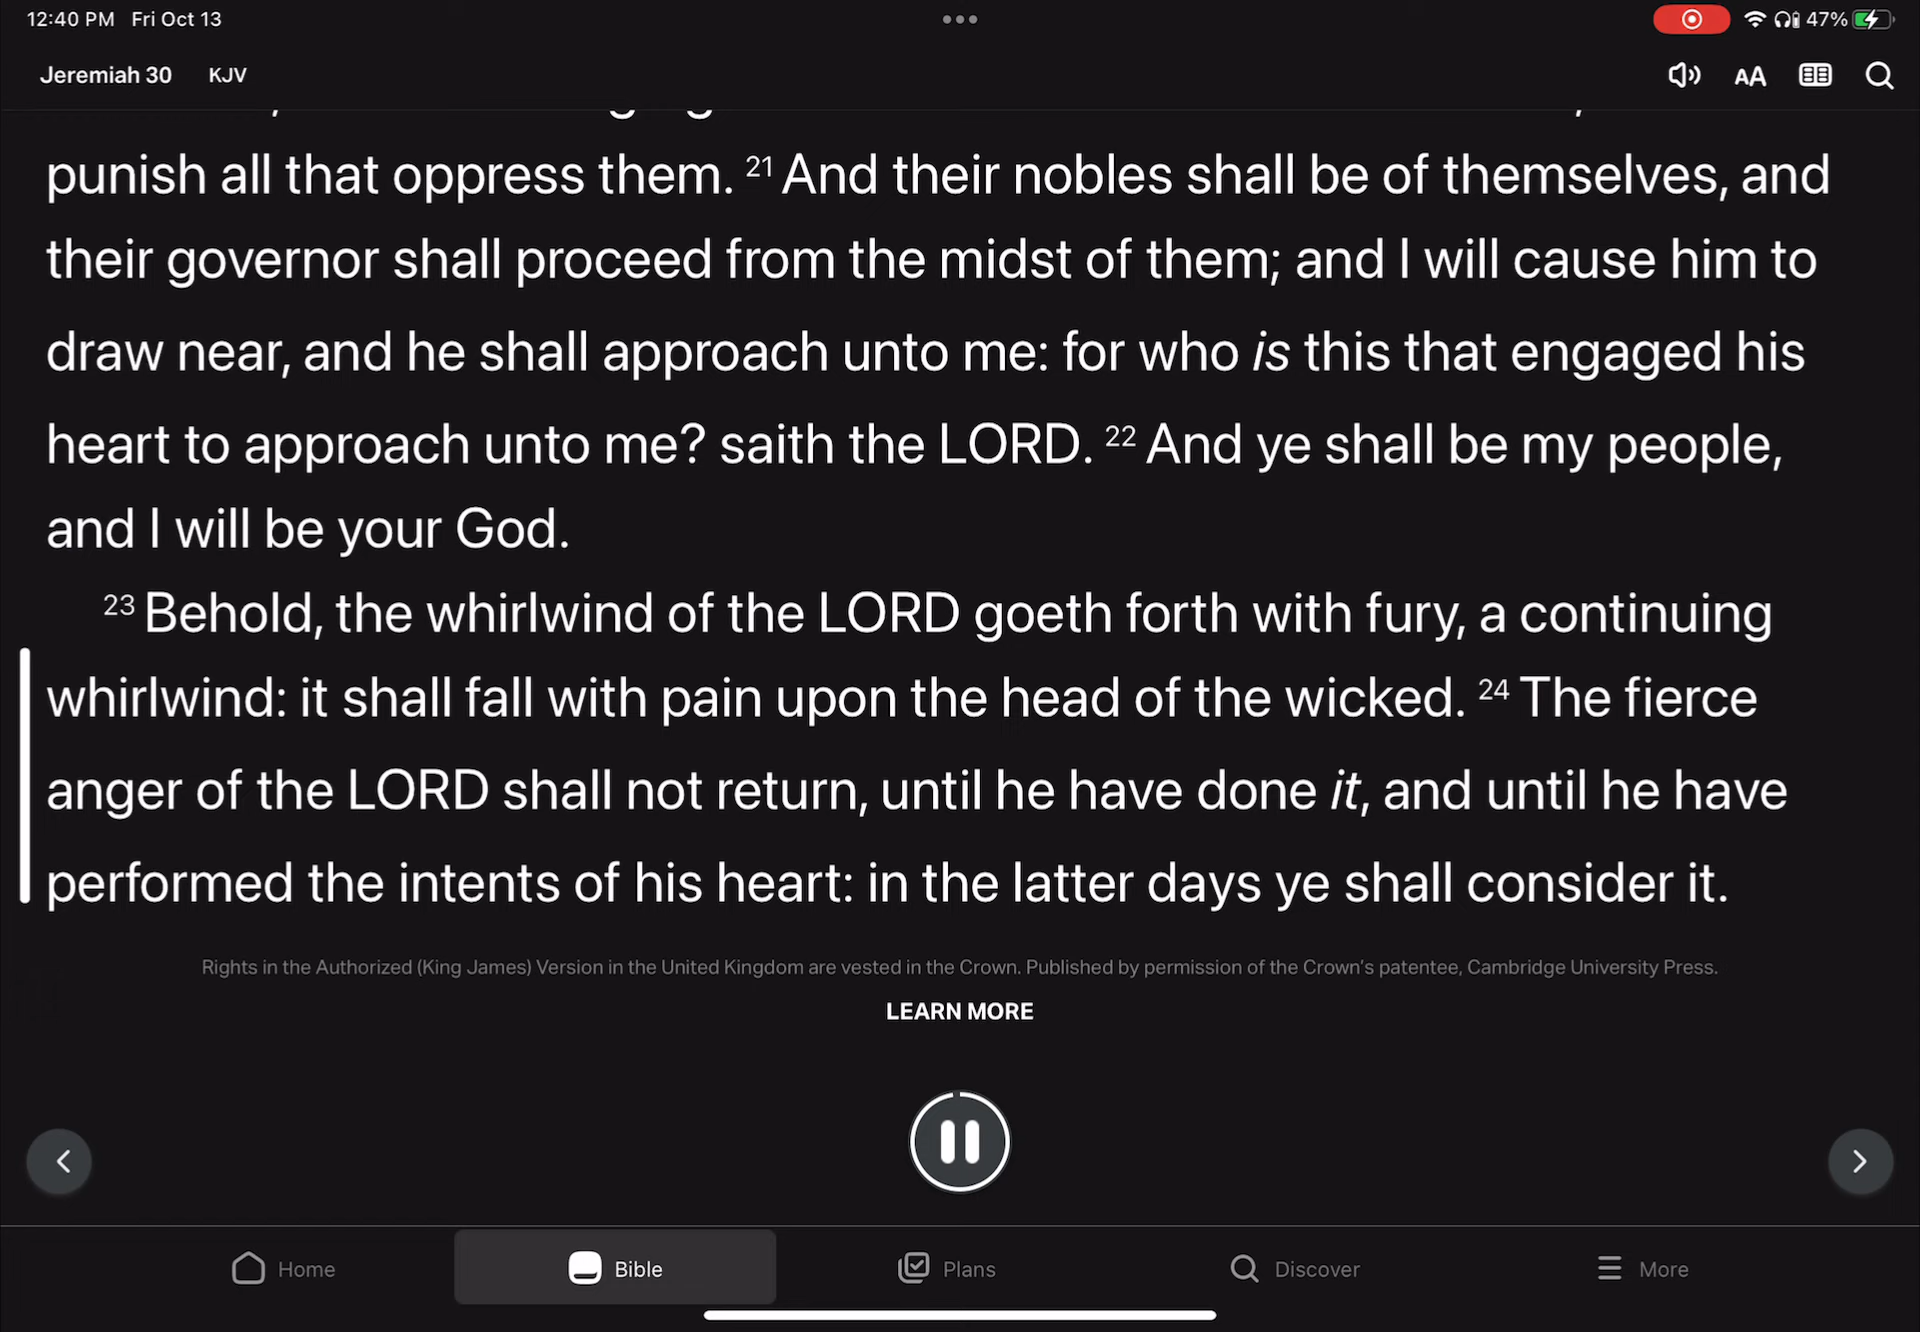 12:40 PM Fri Oct 13
47%
Jeremiah 30 KJV
AA
punish all that oppress them. 21 And their nobles shall be of themselves, and
their governor shall proceed from the midst of them; and I will cause him to
draw near, and he shall approach unto me: for who is this that engaged his
heart to approach unto me? saith the LORD. 22 And ye shall be my people,
and I will be your God.
23 Behold, the whirlwind of the LORD goeth forth with fury, a continuing
whirlwind: it shall fall with pain upon the head of the wicked. 24 The fierce
anger of the LORD shall not return, until he have done it, and until he have
performed the intents of his heart: in the latter days ye shall consider it.
Rights in the Authorized (King James) Version in the United Kingdom are vested in the Crown. Published by permission of the Crown's patentee, Cambridge University Press.
LEARN MORE
Home Bible Plans Discover More